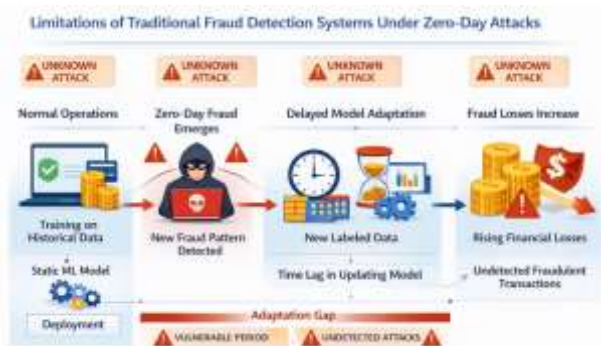 Limitations of Traditional Fraud Detection Systems Under Zero-Day Attacks
UNKNOWN
ATTACK
UNKNOWN
ATTACK
UNKNOWN
ATTACK
UNKNOWN
ATTACK
Normal Operations
Zero-Day Fraud
Emerges
Delayed Model Adaptation
Fraud Losses Increase
Training on
Historical Data
New Fraud Pattern
Detected
New Labeled Data
Rising Financial Losses
Static ML Model
Time Lag in Updating Model
Undetected Fraudulent
Transactions
Deployment
Adaptation Gap
VULNERABLE PERIOD
UNDETECTED ATTACKS